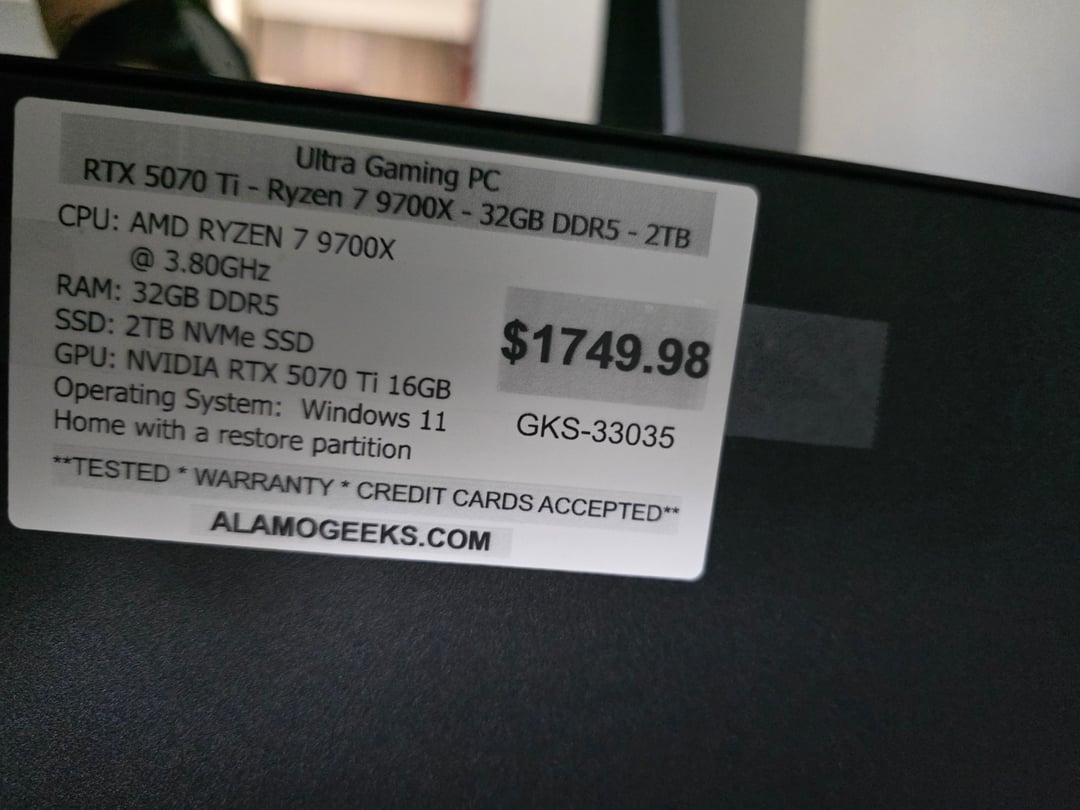 Ultra Gaming PC
RTX 5070 Ti - Ryzen 7 9700X - 32GB DDR5 - 2TB
CPU: AMD RYZEN 7 9700X
@ 3.80GHz
RAM: 32GB DDR5
SSD: 2TB NVMe SSD
GPU: NVIDIA RTX 5070 Ti 16GB
Operating System: Windows 11
Home with a restore partition
$1749.98
GKS-33035
**TESTED * WARRANTY * CREDIT CARDS ACCEPTED**
ALAMOGEEKS.COM